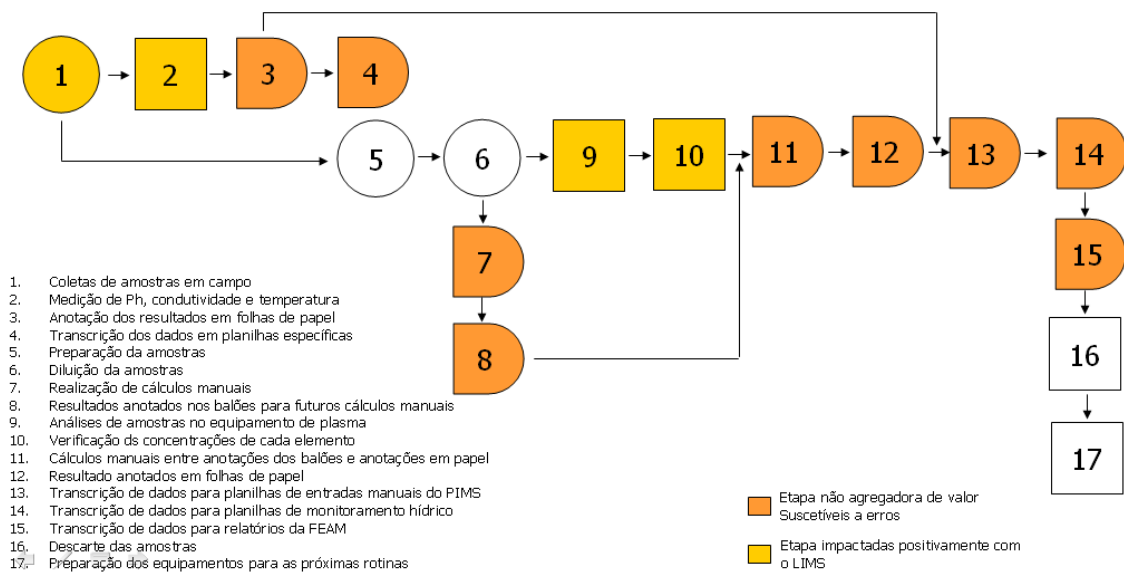 1
2
3
4
5
6
9
10
11
12
13
14
7
15
8
16
17
1. Coletas de amostras em campo
2. Medição de Ph, condutividade e temperatura
3. Anotação dos resultados em folhas de papel
4. Transcrição dos dados em planilhas específicas
5. Preparação da amostras
6. Diluição da amostras
7. Realização de cálculos manuais
8. Resultados anotados nos balões para futuros cálculos manuais
9. Análises de amostras no equipamento de plasma
10. Verificação ds concentrações de cada elemento
11. Cálculos manuais entre anotações dos balões e anotações em papel
12. Resultado anotados em folhas de papel
13. Transcrição de dados para planilhas de entradas manuais do PIMS
14. Transcrição de dados para planilhas de monitoramento hídrico
15. Transcrição de dados para relatórios da FEAM
16. Descarte das amostras
17. Preparação dos equipamentos para as próximas rotinas
Etapa não agregadora de valor
Suscetíveis a erros
Etapa impactadas positivamente com
o LIMS